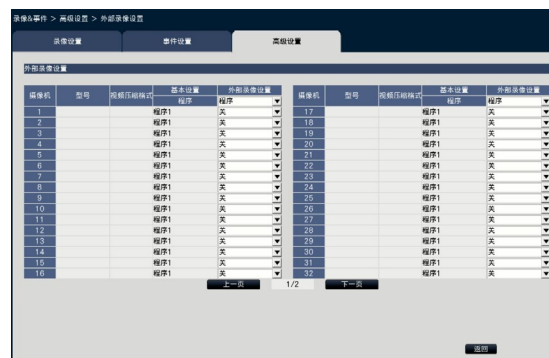 录像&事件 > 高级设置 > 外部录像设置
录像设置 事件设置 高级设置
外部录像设置
摄像机 型号 视频压缩格式 基本设置 外部录像设置 摄像机 型号 视频压缩格式 基本设置 外部录像设置
程序 程序 程序 程序
1 程序1 关 17 程序1 关
2 程序1 关 18 程序1 关
3 程序1 关 19 程序1 关
4 程序1 关 20 程序1 关
5 程序1 关 21 程序1 关
6 程序1 关 22 程序1 关
7 程序1 关 23 程序1 关
8 程序1 关 24 程序1 关
9 程序1 关 25 程序1 关
10 程序1 关 26 程序1 关
11 程序1 关 27 程序1 关
12 程序1 关 28 程序1 关
13 程序1 关 29 程序1 关
14 程序1 关 30 程序1 关
15 程序1 关 31 程序1 关
16 程序1 关 32 程序1 关
上一页 1/2 下一页
返回